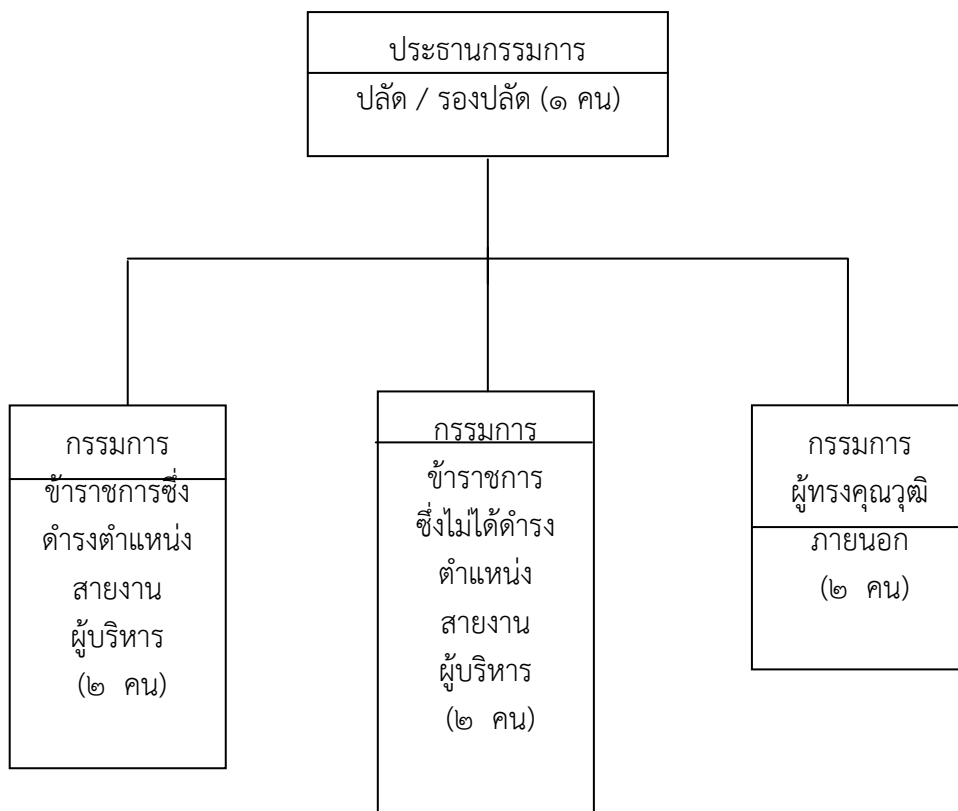 ประธานกรรมการ
ปลัด / รองปลัด (๑ คน)
กรรมการ
ข้าราชการซึ่ง
ดำรงตำแหน่ง
สายงาน
ผู้บริหาร
(๒ คน)
กรรมการ
ข้าราชการ
ซึ่งไม่ได้ดำรง
ตำแหน่ง
สายงาน
ผู้บริหาร
(๒ คน)
กรรมการ
ผู้ทรงคุณวุฒิ
ภายนอก
(๒ คน)